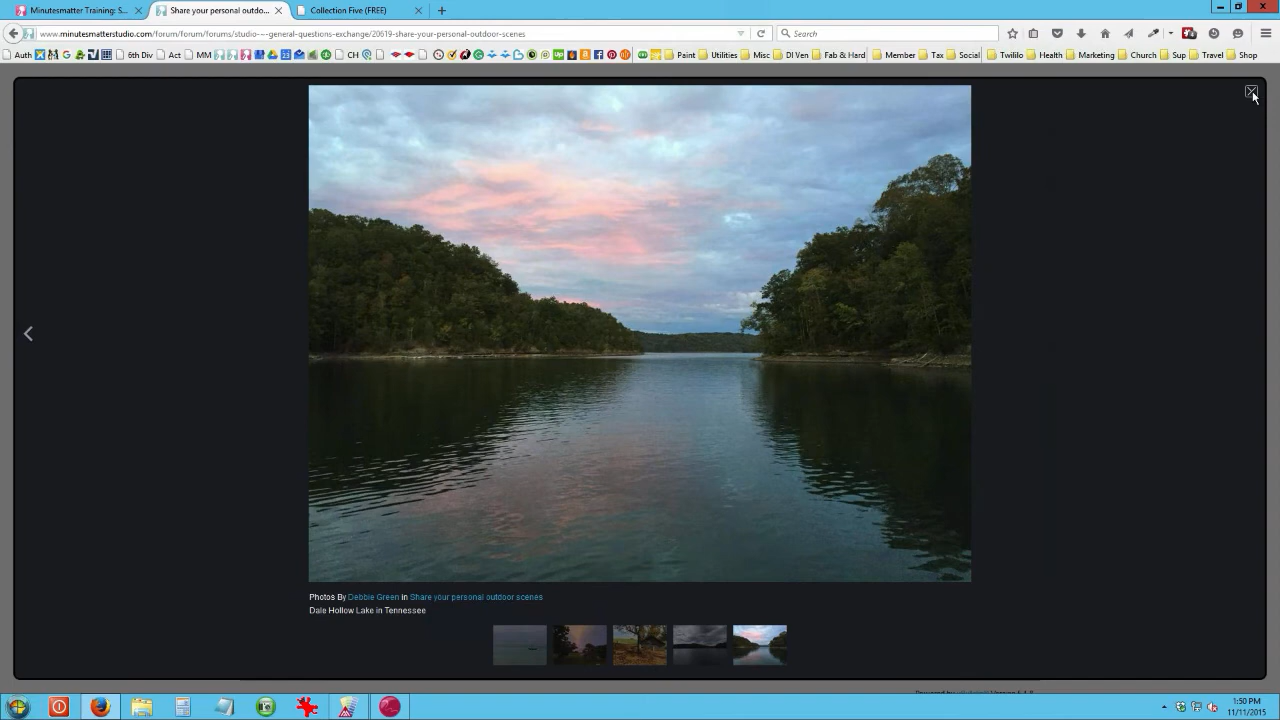 Minutesmatter Training: S...
Share your personal outdo...
Collection Five (FREE)
www.minutesmatterstudio.com/forum/forum/forums/studio-~-general-questions-exchange/20619-share-your-personal-outdoor-scenes
Search
Auth
6th Div
Act
MM
CH
Paint
Utilities
Misc
DI Ven
Fab & Hard
Member
Tax
Social
Twililo
Health
Marketing
Church
Sup
Travel
Shop
Photos By Debbie Green in Share your personal outdoor scenes
Dale Hollow Lake in Tennessee
1:50 PM
11/11/2015